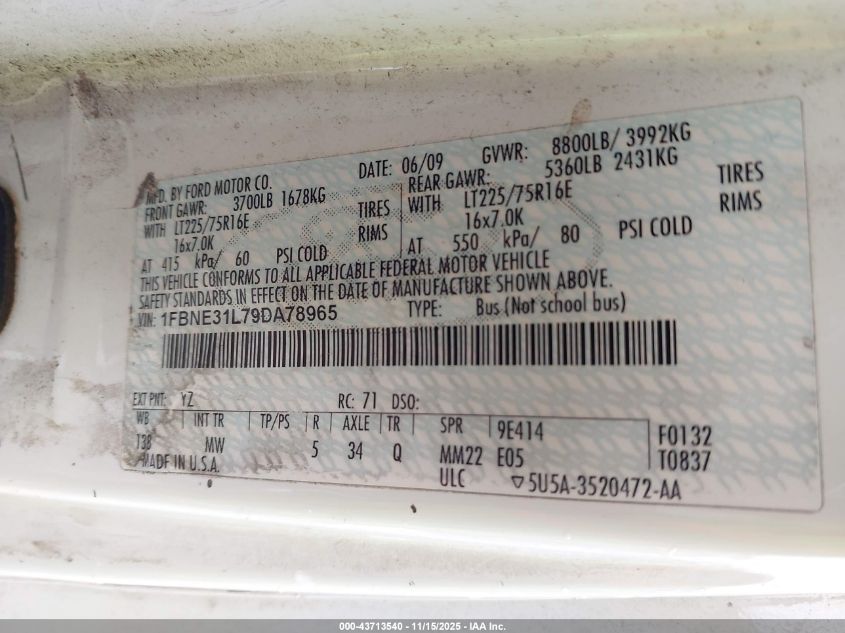 MFD. BY FORD MOTOR CO. DATE: 06/09 GVWR: 8800LB/ 3992KG
FRONT GAWR: 3700LB 1678KG REAR GAWR: 5360LB 2431KG
WITH LT225/75R16E TIRES WITH LT225/75R16E TIRES
16x7.0K RIMS 16x7.0K RIMS
AT 415 kPa/ 60 PSI COLD AT 550 kPa/ 80 PSI COLD
THIS VEHICLE CONFORMS TO ALL APPLICABLE FEDERAL MOTOR VEHICLE
SAFETY STANDARDS IN EFFECT ON THE DATE OF MANUFACTURE SHOWN ABOVE.
VIN: 1FBNE31L79DA78965 TYPE: Bus (Not school bus)
EXT PNT: YZ RC: 71 DSO:
WB INT TR TP/PS R AXLE TR SPR 9E414 F0132
138 MW 5 34 Q MM22 E05 T0837
MADE IN U.S.A. ULC ▽5U5A-3520472-AA
000-43713540 - 11/15/2025 - IAA Inc.